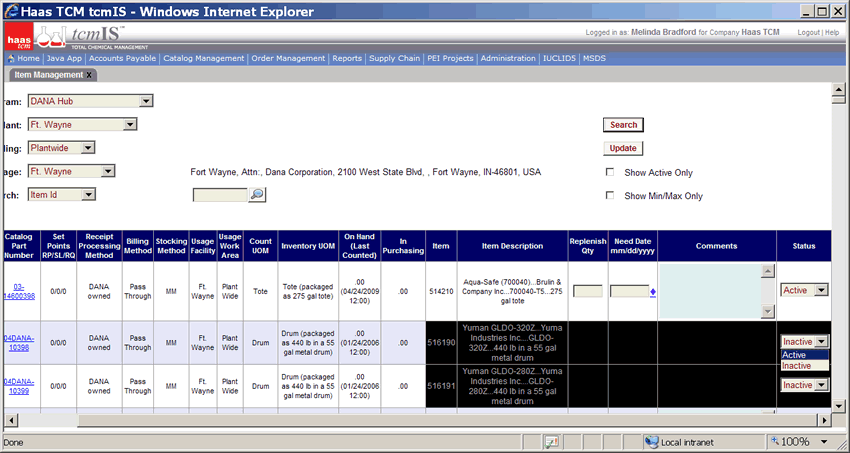 Haas TCM tcmIS - Windows Internet Explorer
haas tcm
tcmIS™
TOTAL CHEMICAL MANAGEMENT
Logged in as: Melinda Bradford for Company Haas TCM
Logout | Help
Home | Java App | Accounts Payable | Catalog Management | Order Management | Reports | Supply Chain | PEI Projects | Administration | IUCLID5 | MSDS
Item Management X
ram: DANA Hub
lant: Ft. Wayne
Search
ling: Plantwide
Update
age: Ft. Wayne
Fort Wayne, Attn:, Dana Corporation, 2100 West State Blvd, , Fort Wayne, IN-46801, USA
Show Active Only
rch: Item Id
Show Min/Max Only
Catalog Part Number
Set Points RP/SL/RQ
Receipt Processing Method
Billing Method
Stocking Method
Usage Facility
Usage Work Area
Count UOM
Inventory UOM
On Hand (Last Counted)
In Purchasing
Item
Item Description
Replenish Qty
Need Date mm/dd/yyyy
Comments
Status
03-14600398
0/0/0
DANA owned
Pass Through
MM
Ft. Wayne
Plant Wide
Tote
Tote (packaged as 275 gal tote)
.00 (04/24/2009 12:00)
.00
514210
Aqua-Safe (700040)...Brulin & Company Inc...700040-T5...275 gal tote
Active
04DANA-10398
0/0/0
DANA owned
Pass Through
MM
Ft. Wayne
Plant Wide
Drum
Drum (packaged as 440 lb in a 55 gal metal drum)
.00 (01/24/2006 12:00)
.00
516190
Yuman GLDO-320Z...Yuma Industries Inc....GLDO-320Z...440 lb in a 55 gal metal drum
Inactive
Active
Inactive
04DANA-10399
0/0/0
DANA owned
Pass Through
MM
Ft. Wayne
Plant Wide
Drum
Drum (packaged as 440 lb in a 55 gal metal drum)
.00 (01/24/2006 12:00)
.00
516191
Yuman GLDO-280Z...Yuma Industries Inc....GLDO-280Z...440 lb in a 55 gal metal drum
Inactive
Done
Local intranet
100%